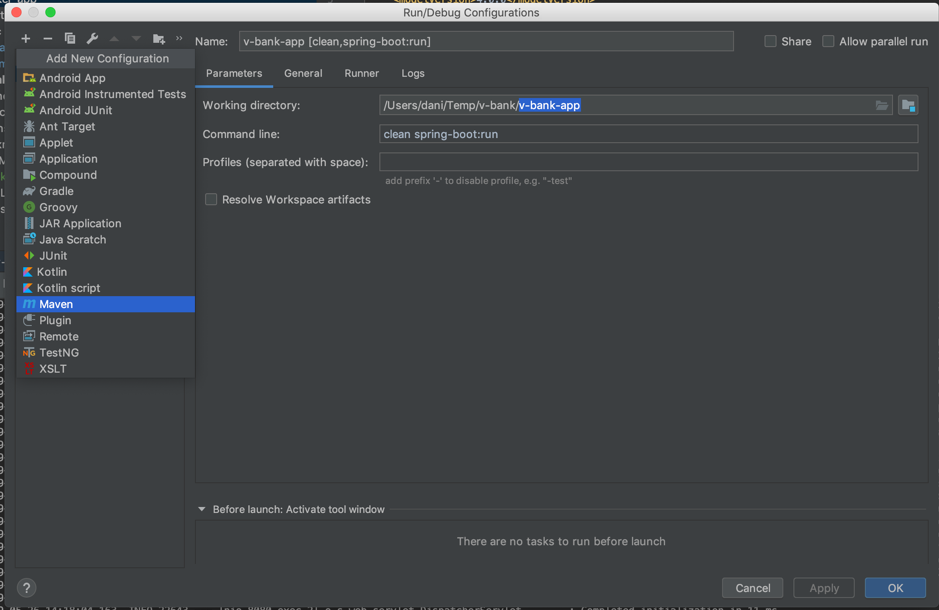 Run/Debug Configurations
Name: v-bank-app [clean,spring-boot:run]
Share
Allow parallel run
Add New Configuration
Android App
Android Instrumented Tests
Android JUnit
Ant Target
Applet
Application
Compound
Gradle
Groovy
JAR Application
Java Scratch
JUnit
Kotlin
Kotlin script
Maven
Plugin
Remote
TestNG
XSLT
Parameters General Runner Logs
Working directory: /Users/dani/Temp/v-bank/v-bank-app
Command line: clean spring-boot:run
Profiles (separated with space):
add prefix '-' to disable profile, e.g. "-test"
Resolve Workspace artifacts
Before launch: Activate tool window
There are no tasks to run before launch
?
Cancel Apply OK